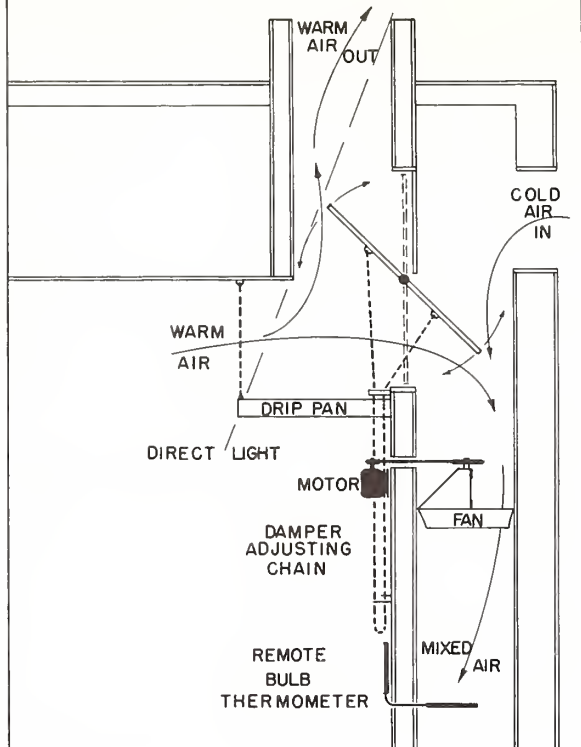 WARM
AIR
OUT
COLD
AIR
IN
WARM
AIR
DRIP PAN
DIRECT LIGHT
MOTOR
FAN
DAMPER
ADJUSTING
CHAIN
MIXED
AIR
REMOTE
BULB
THERMOMETER